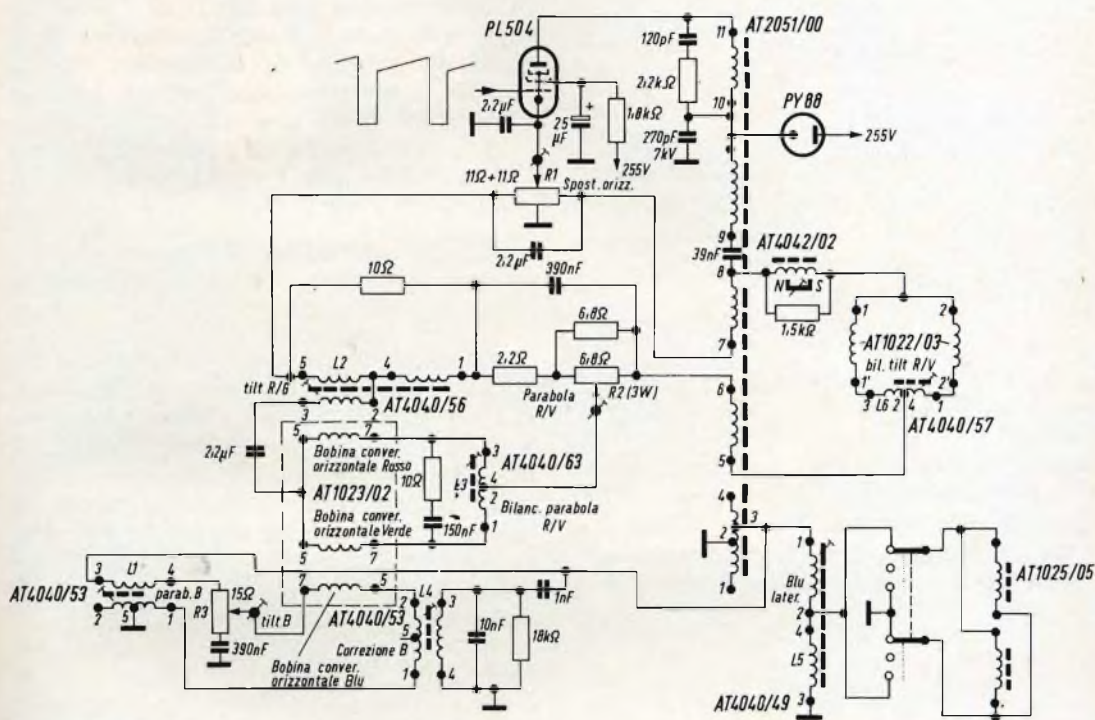 PL504
AT2051/00
120pF
11
2,2kΩ
10
PY88
2,2µF
+
25 µF
1,8kΩ
270pF
7kV
255V
255V
R1
11Ω+11Ω
Spost. orizz.
9
AT4042/02
39nF
8
N S
2,2µF
10Ω
390nF
1,5kΩ
1
2
AT1022/03
bil. tilt R/V
1'
2'
3
L6
2
4
1
AT4040/57
7
6,8Ω
5
L2
4
1
2,2Ω
6,8Ω
R2 (3W)
6
tilt R/G
Parabola
R/V
3
2
AT4040/56
5
5
7
2,2µF
Bobina conver.
orizzontale Rosso
AT1023/02
10Ω
3
AT4040/63
L3
4
2
Bilanc. parabola
R/V
Bobina conver.
orizzontale Verde
150nF
1
5
7
4
3
2
1
3
L1
4
parab. B
AT4040/53
2
5
1
15Ω
R3
tilt B
390nF
7
5
AT4040/53
Bobina conver.
orizzontale Blu
L4
2
3
5
Correzione B
1
4
10nF
18kΩ
1nF
1
Blu
later.
2
4
L5
3
AT4040/49
AT1025/05